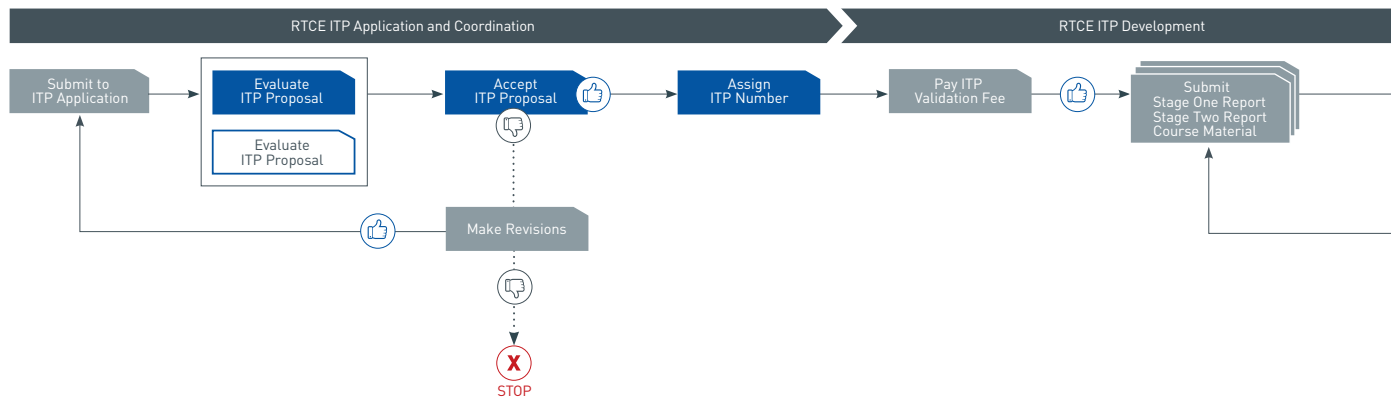 RTCE ITP Application and Coordination
RTCE ITP Development
Submit to
ITP Application
Evaluate
ITP Proposal
Evaluate
ITP Proposal
Accept
ITP Proposal
Assign
ITP Number
Pay ITP
Validation Fee
Submit
Stage One Report
Stage Two Report
Course Material
Make Revisions
X
STOP